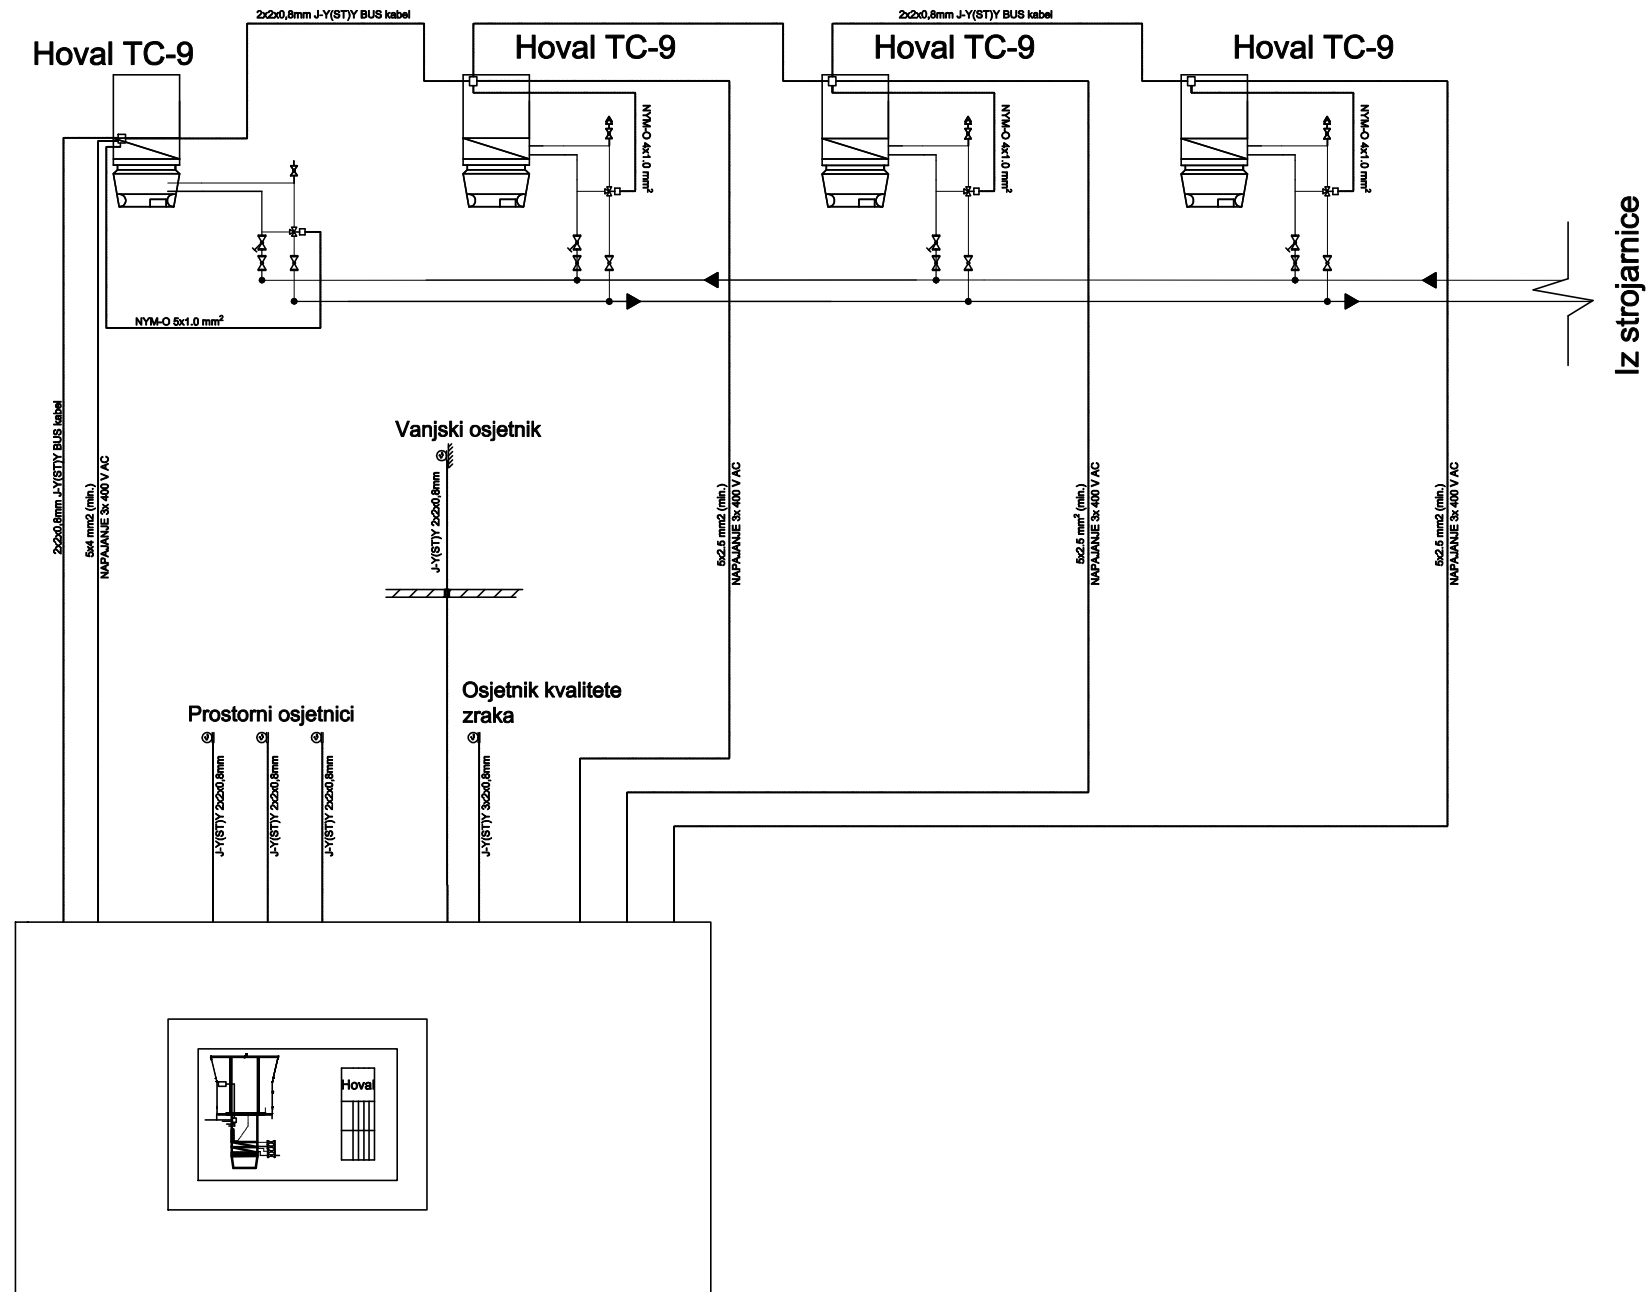 2x2x0,8mm J-Y(ST)Y BUS kabel
2x2x0,8mm J-Y(ST)Y BUS kabel
Hoval TC-9
Hoval TC-9
Hoval TC-9
Hoval TC-9
NYM-O 4x1.0 mm²
NYM-O 4x1.0 mm²
NYM-O 4x1.0 mm²
Iz strojarnice
NYM-O 5x1.0 mm²
2x2x0,8mm J-Y(ST)Y BUS kabel
5x4 mm2 (min.)
NAPAJANJE 3x 400 V AC
Vanjski osjetnik
J-Y(ST)Y 2x2x0,8mm
5x2.5 mm2 (min.)
NAPAJANJE 3x 400 V AC
5x2.5 mm² (min.)
NAPAJANJE 3x 400 V AC
5x2.5 mm2 (min.)
NAPAJANJE 3x 400 V AC
Prostorni osjetnici
J-Y(ST)Y 2x2x0,8mm
J-Y(ST)Y 2x2x0,8mm
J-Y(ST)Y 2x2x0,8mm
Osjetnik kvalitete
zraka
J-Y(ST)Y 3x2x0,8mm
Hoval